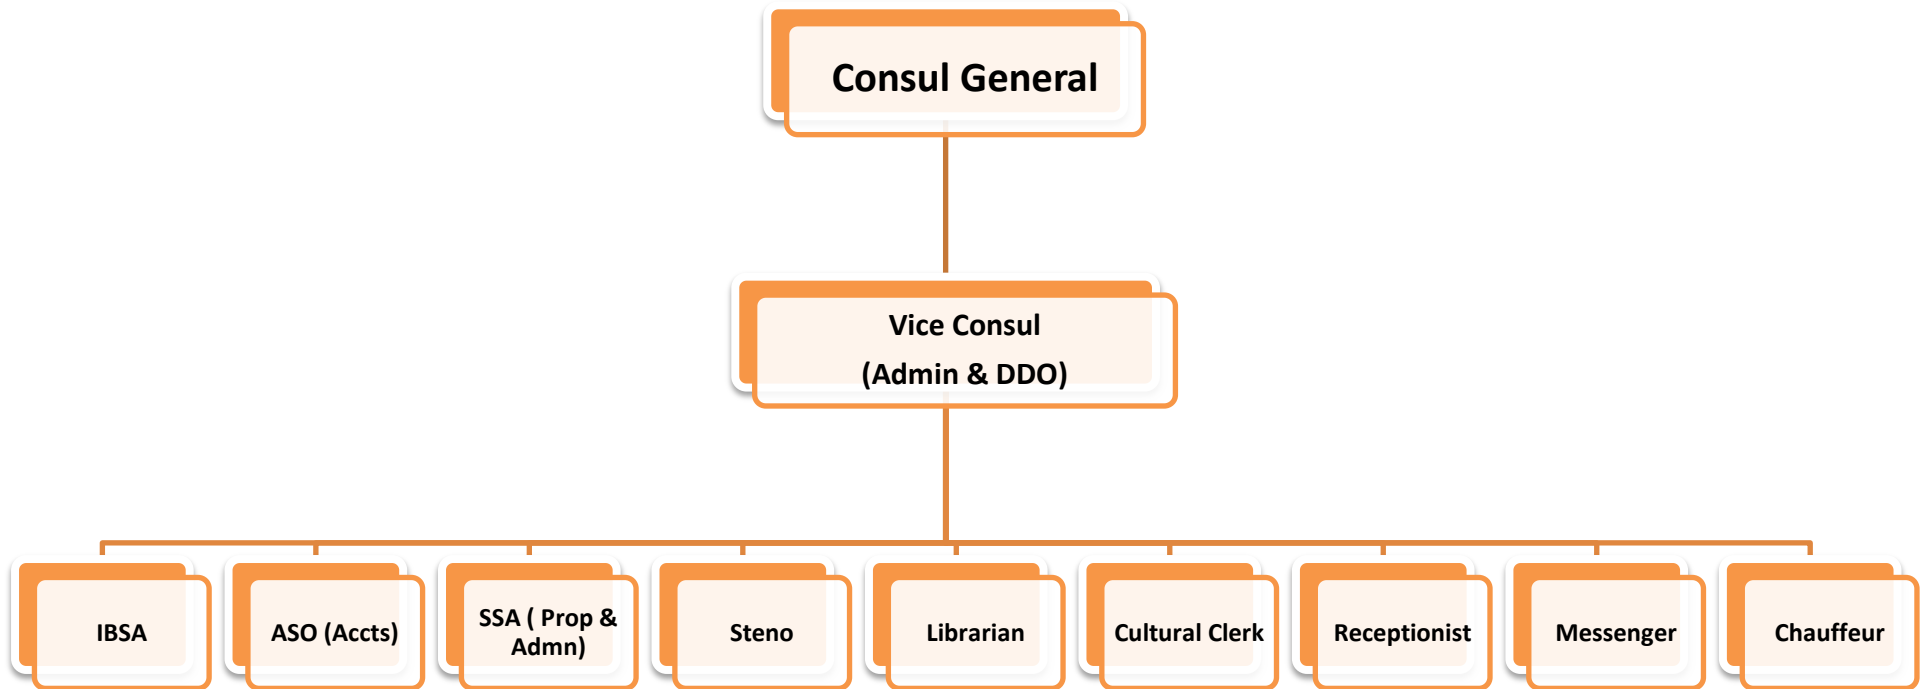 Consul General
Vice Consul
(Admin & DDO)
IBSA
ASO (Accts)
SSA ( Prop &
Admn)
Steno
Librarian
Cultural Clerk
Receptionist
Messenger
Chauffeur